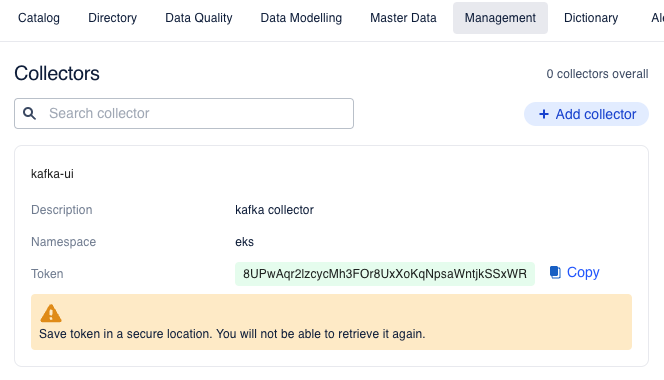 Catalog Directory Data Quality Data Modelling Master Data Management Dictionary
Collectors 0 collectors overall
Search collector + Add collector
kafka-ui
Description kafka collector
Namespace eks
Token 8UPwAqr2lzcycMh3FOr8UxXoKqNpsaWntjkSSxWR Copy
Save token in a secure location. You will not be able to retrieve it again.